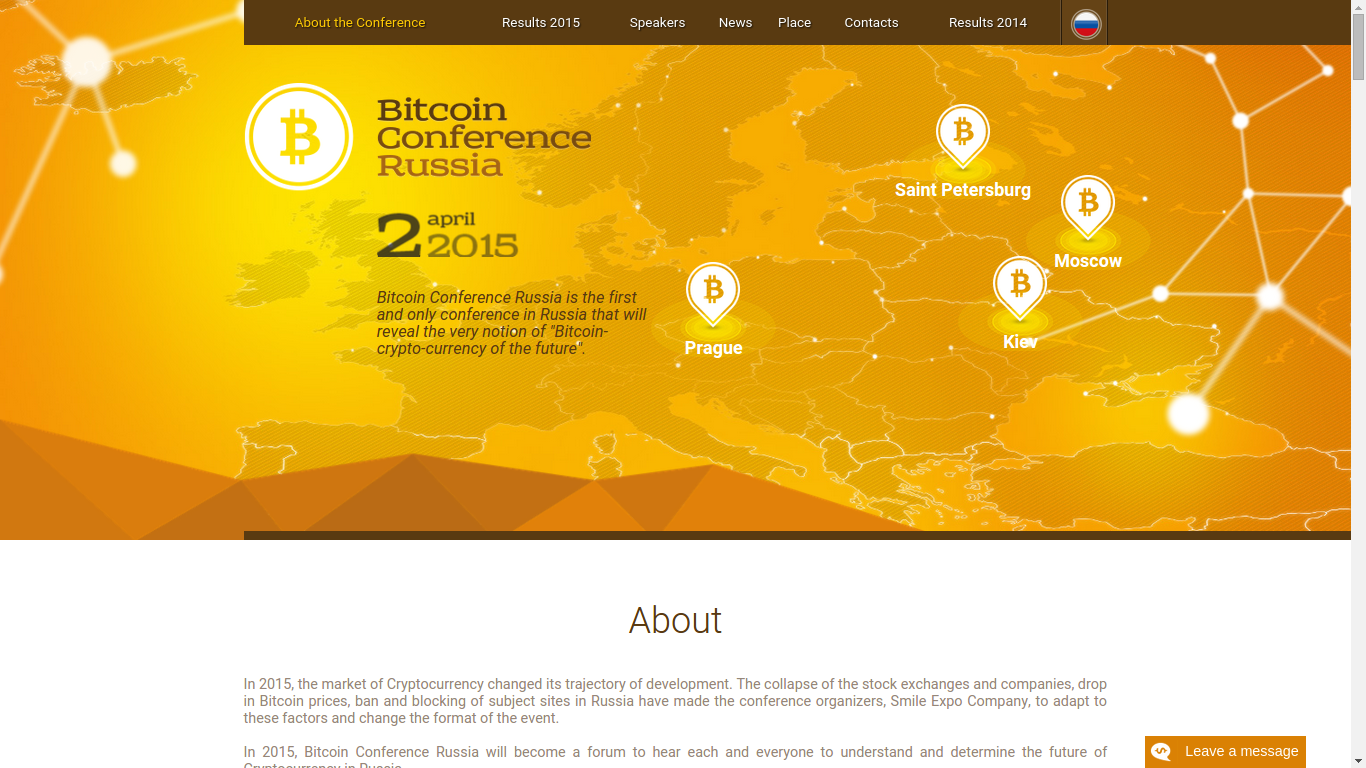 About the Conference Results 2015 Speakers News Place Contacts Results 2014
Bitcoin
Conference
Russia
2 april
2015
Bitcoin Conference Russia is the first
and only conference in Russia that will
reveal the very notion of "Bitcoin-
crypto-currency of the future".
Saint Petersburg
Moscow
Prague
Kiev
About
In 2015, the market of Cryptocurrency changed its trajectory of development. The collapse of the stock exchanges and companies, drop
in Bitcoin prices, ban and blocking of subject sites in Russia have made the conference organizers, Smile Expo Company, to adapt to
these factors and change the format of the event.
In 2015, Bitcoin Conference Russia will become a forum to hear each and everyone to understand and determine the future of
Cryptocurrency in Russia.
Leave a message